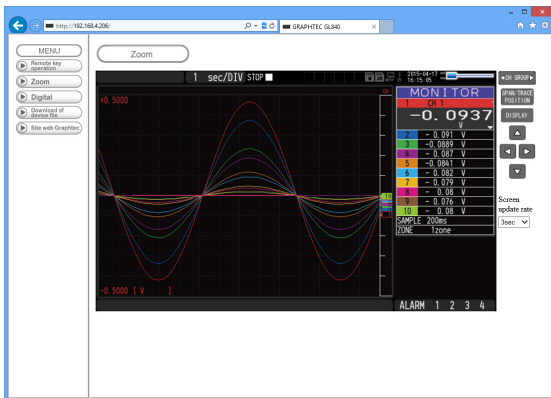 http://192.168.4.206/
GRAPHTEC GL840
MENU
Remote key operation
Zoom
Digital
Download of device file
Site web Graphtec
Zoom
1 sec/DIV STOP
2015-04-17
16-15-05
CH
+0.5000
-0.5000 [ V ]
10
MONITOR
1 CH 1
-0.0937
V
2 - 0.091 V
3 -0.0889 V
4 - 0.087 V
5 -0.0841 V
6 - 0.082 V
7 - 0.079 V
8 - 0.08 V
9 - 0.076 V
10 - 0.08 V
SAMPLE 200ms
ZONE 1zone
ALARM 1 2 3 4
◄CH GROUP►
SPAN/TRACE
POSITION
DISPLAY
Screen
update rate
3sec